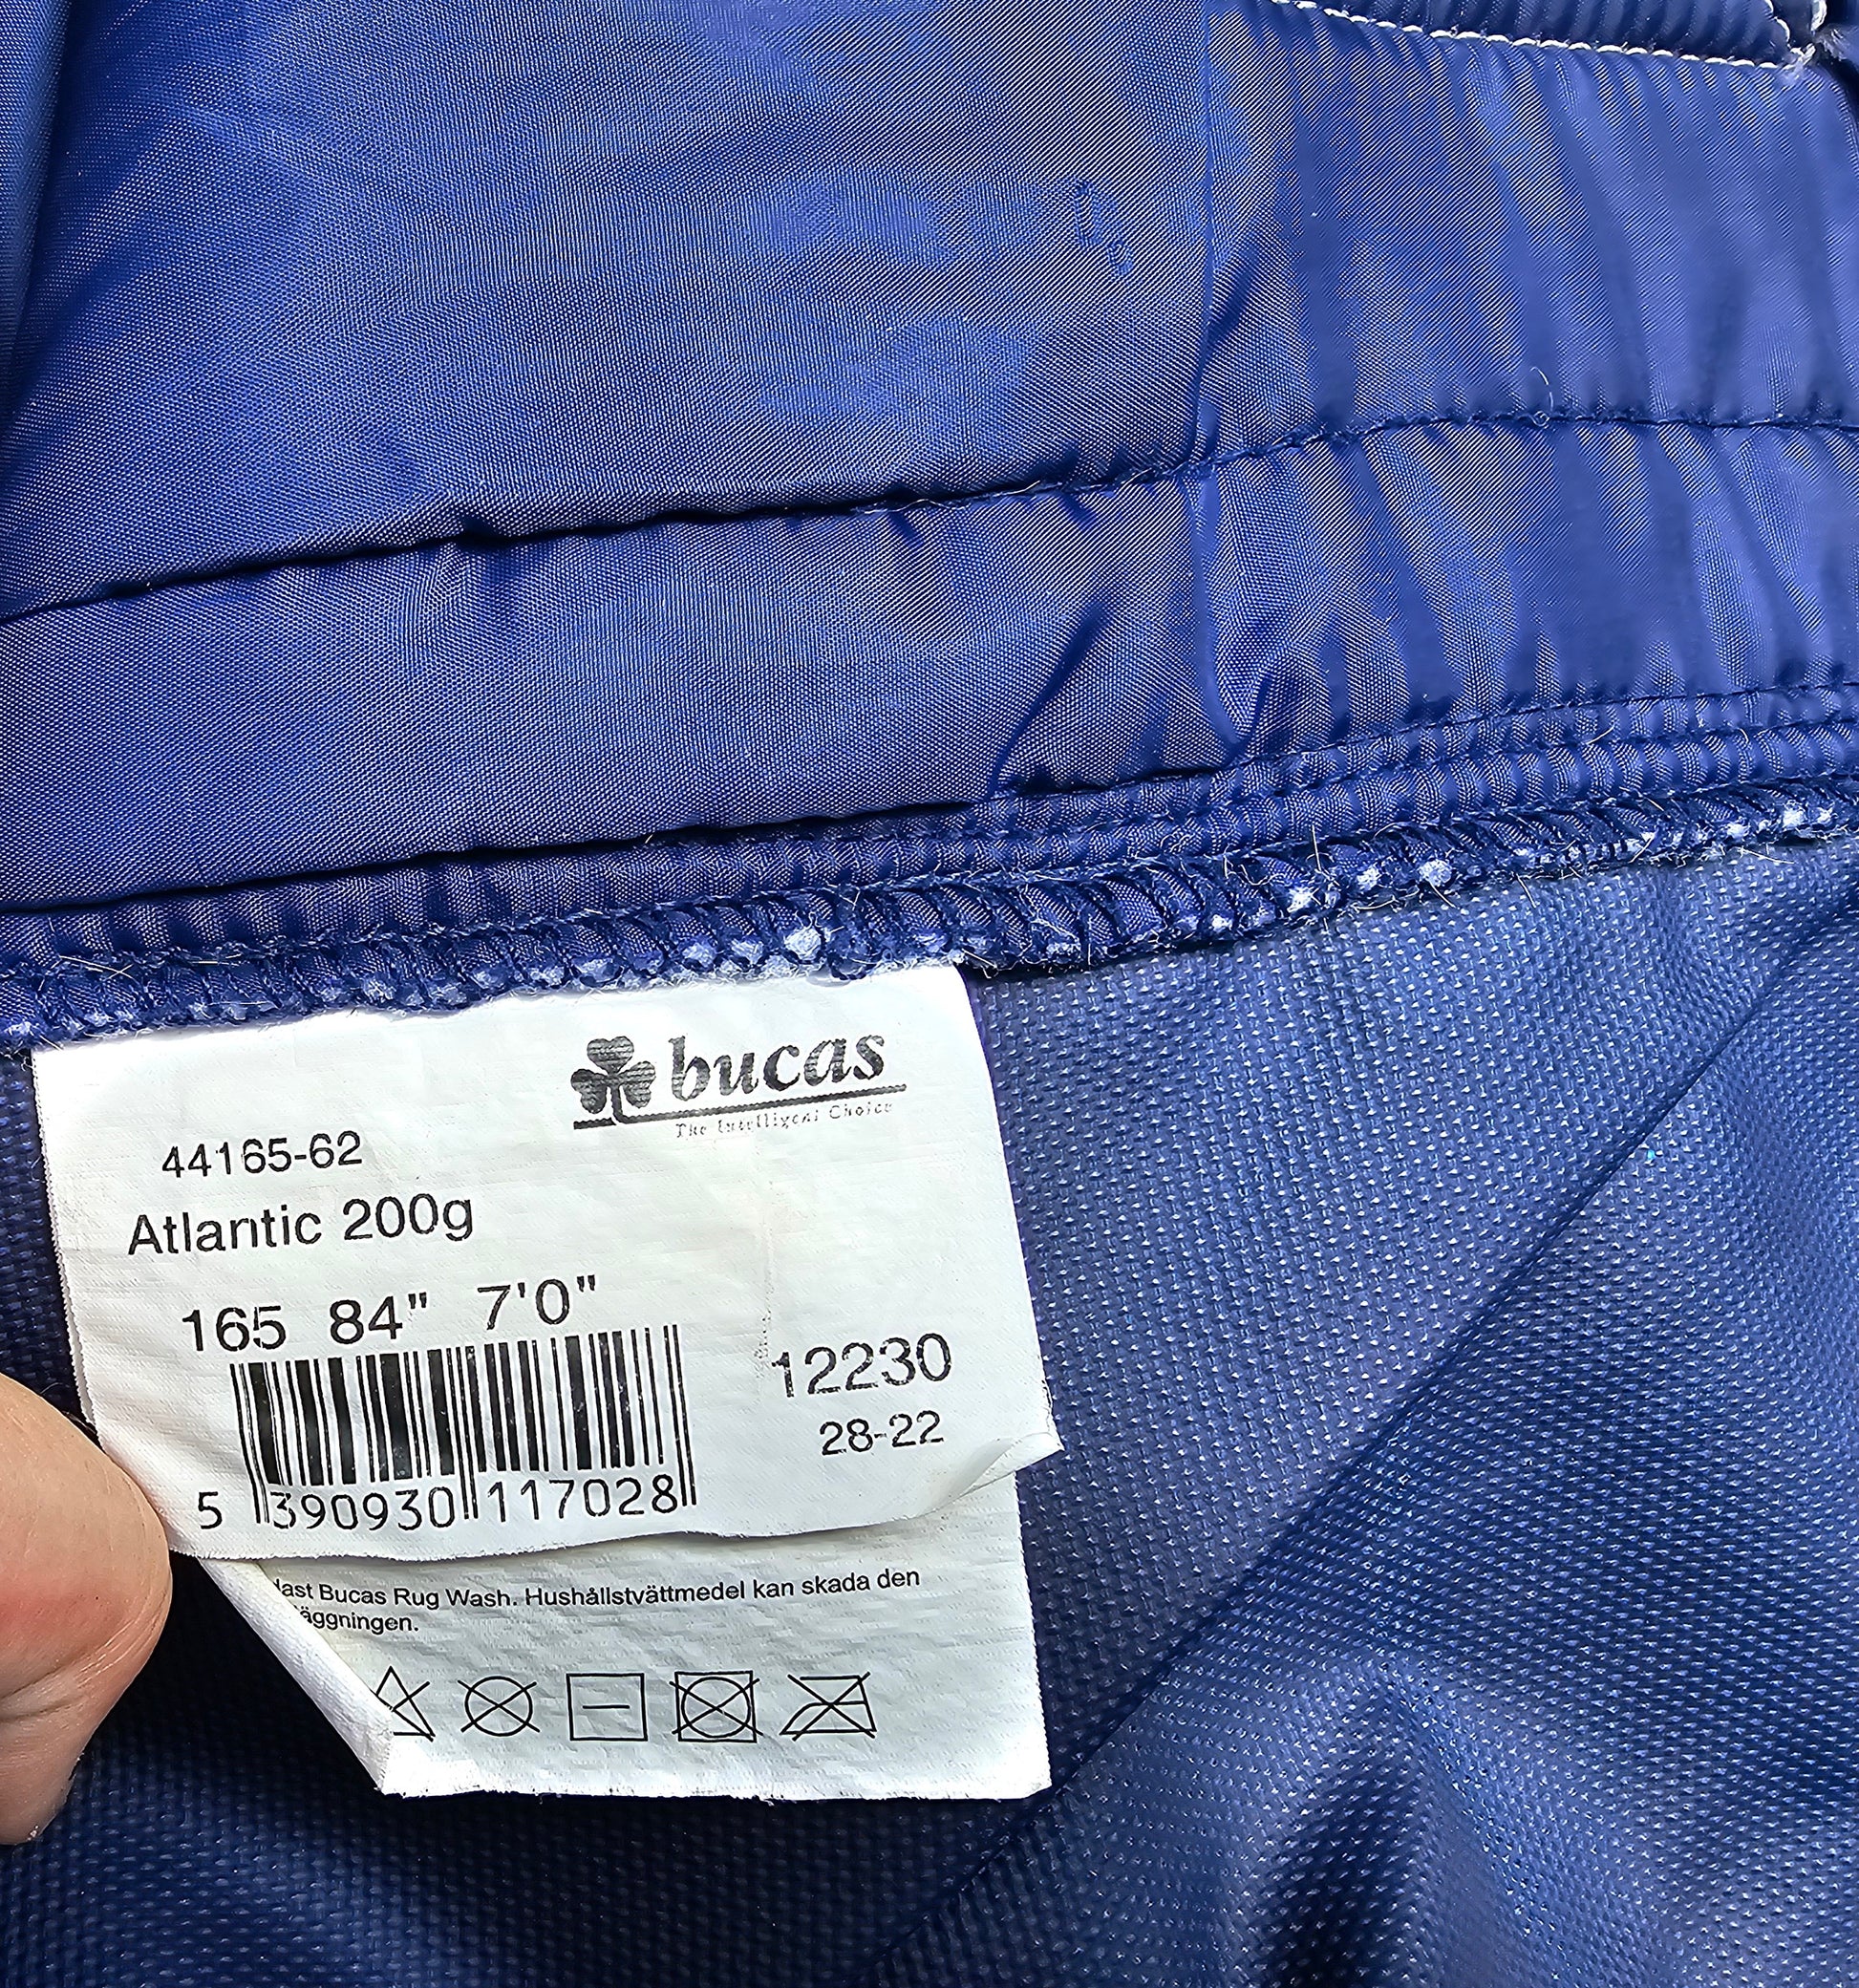 bucas
The Intelligent Choice
44165-62
Atlantic 200g
165 84" 7'0"
12230
28-22
5 390930 117028
Bucas Rug Wash. Hushållstvättmedel kan skada den